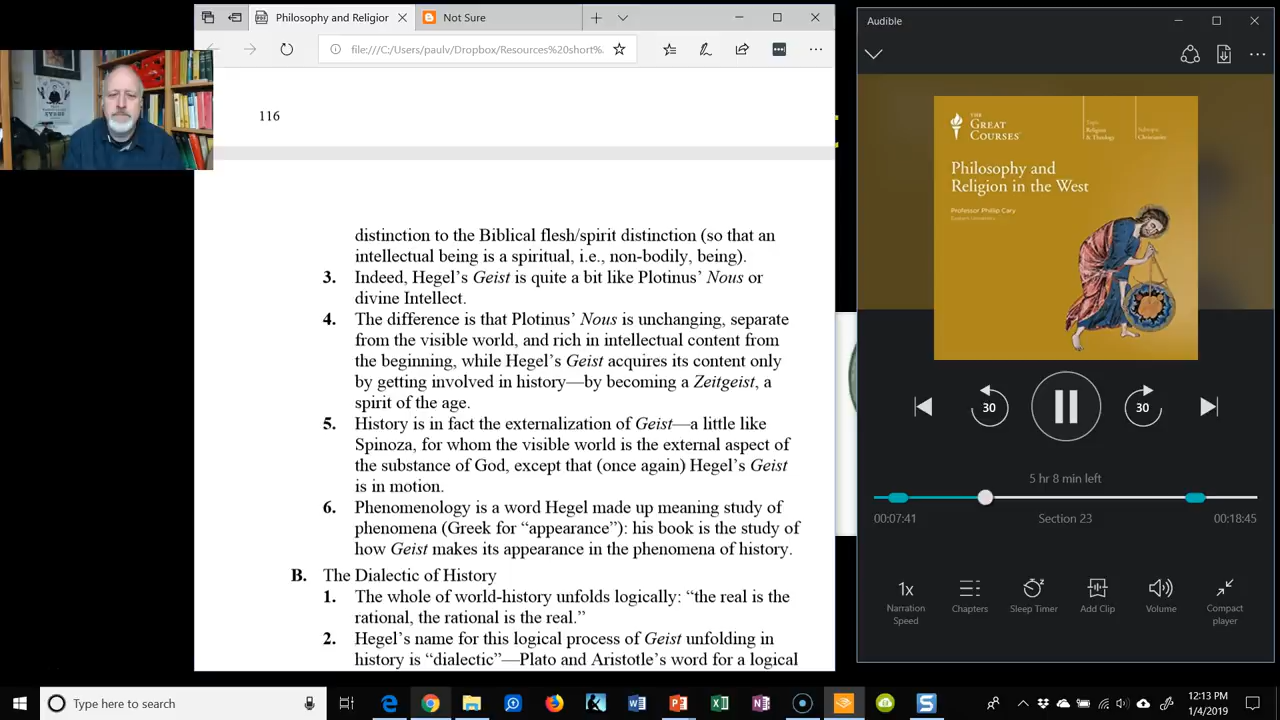 Philosophy and Religior
Not Sure
file:///C:/Users/paulv/Dropbox/Resources%20short%.
116
distinction to the Biblical flesh/spirit distinction (so that an
intellectual being is a spiritual, i.e., non-bodily, being).
3. Indeed, Hegel's Geist is quite a bit like Plotinus' Nous or
divine Intellect.
4. The difference is that Plotinus' Nous is unchanging, separate
from the visible world, and rich in intellectual content from
the beginning, while Hegel's Geist acquires its content only
by getting involved in history—by becoming a Zeitgeist, a
spirit of the age.
5. History is in fact the externalization of Geist—a little like
Spinoza, for whom the visible world is the external aspect of
the substance of God, except that (once again) Hegel's Geist
is in motion.
6. Phenomenology is a word Hegel made up meaning study of
phenomena (Greek for "appearance"): his book is the study of
how Geist makes its appearance in the phenomena of history.
B. The Dialectic of History
1. The whole of world-history unfolds logically: "the real is the
rational, the rational is the real."
2. Hegel's name for this logical process of Geist unfolding in
history is "dialectic"—Plato and Aristotle's word for a logical
Audible
THE
GREAT
COURSES
Topic
Religion
& Theology
Subtopic
Christianity
Philosophy and
Religion in the West
Professor Phillip Cary
Eastern University
30
30
5 hr 8 min left
00:07:41
Section 23
00:18:45
1x
Narration
Speed
Chapters
Sleep Timer
Add Clip
Volume
Compact
player
Type here to search
12:13 PM
1/4/2019